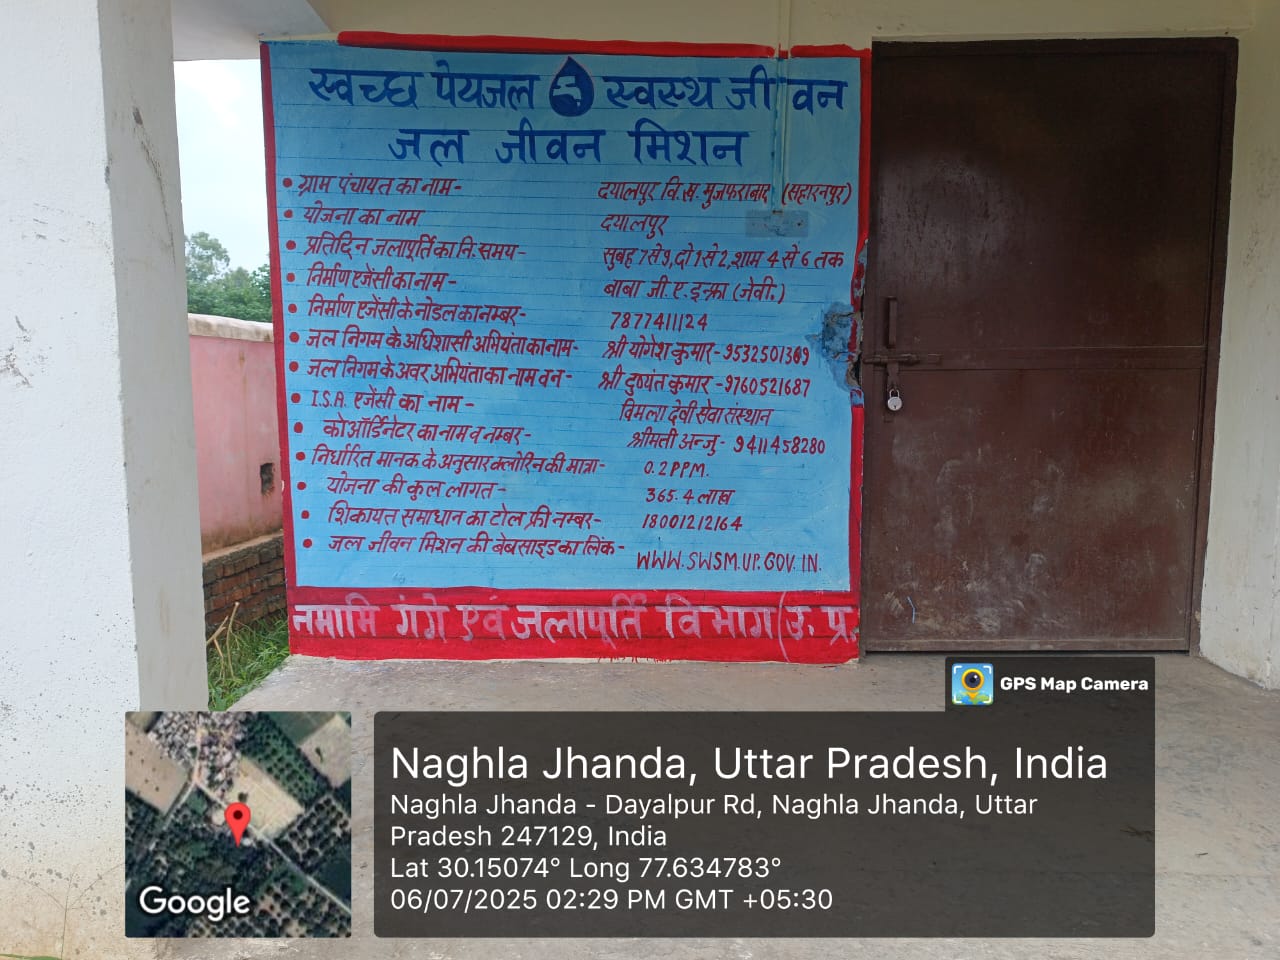 स्वच्छ पेयजल स्वस्थ जीवन
जल जीवन मिशन
• ग्राम पंचायत का नाम- दयालपुर वि.ख. मुजफराबाद (सहारनपुर)
• योजना का नाम दयालपुर
• प्रतिदिन जलापूर्ति का नि. समय- सुबह 7 से 9, दो 1 से 2, शाम 4 से 6 तक
• निर्माण एजेंसी का नाम- बाबा जी. ए. इन्फ्रा (जेवी.)
• निर्माण एजेंसी के नोडल का नम्बर- 7877411124
• जल निगम के अधिशासी अभियंता का नाम- श्री योगेश कुमार - 9532501369
• जल निगम के अवर अभियंता का नाम व न- श्री दुष्यंत कुमार - 9760521687
• I.S.A. एजेंसी का नाम- विमला देवी सेवा संस्थान
• को ऑर्डिनेटर का नाम व नम्बर- श्रीमती अन्जु- 9411458280
• निर्धारित मानक के अनुसार क्लोरिन की मात्रा- 0.2 PPM.
• योजना की कुल लागत- 365.4 लाख
• शिकायत समाधान का टोल फ्री नम्बर- 18001212164
• जल जीवन मिशन की बेबसाइड का लिंक- WWW.SWSM.UP.GOV.IN.
नमामि गंगे एवं जलापूर्ति विभाग (उ. प्र.
GPS Map Camera
Naghla Jhanda, Uttar Pradesh, India
Naghla Jhanda - Dayalpur Rd, Naghla Jhanda, Uttar
Pradesh 247129, India
Lat 30.15074° Long 77.634783°
06/07/2025 02:29 PM GMT +05:30
Google